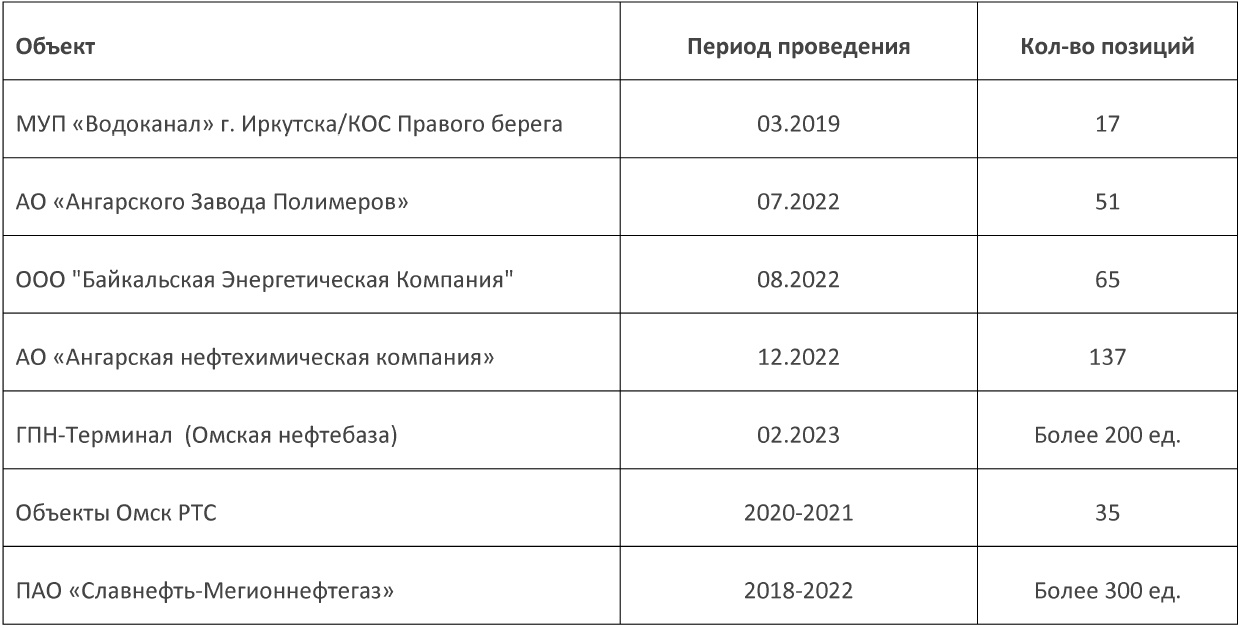 Объект Период проведения Кол-во позиций
МУП «Водоканал» г. Иркутска/КОС Правого берега 03.2019 17
АО «Ангарского Завода Полимеров» 07.2022 51
ООО "Байкальская Энергетическая Компания" 08.2022 65
АО «Ангарская нефтехимическая компания» 12.2022 137
ГПН-Терминал (Омская нефтебаза) 02.2023 Более 200 ед.
Объекты Омск РТС 2020-2021 35
ПАО «Славнефть-Мегионнефтегаз» 2018-2022 Более 300 ед.